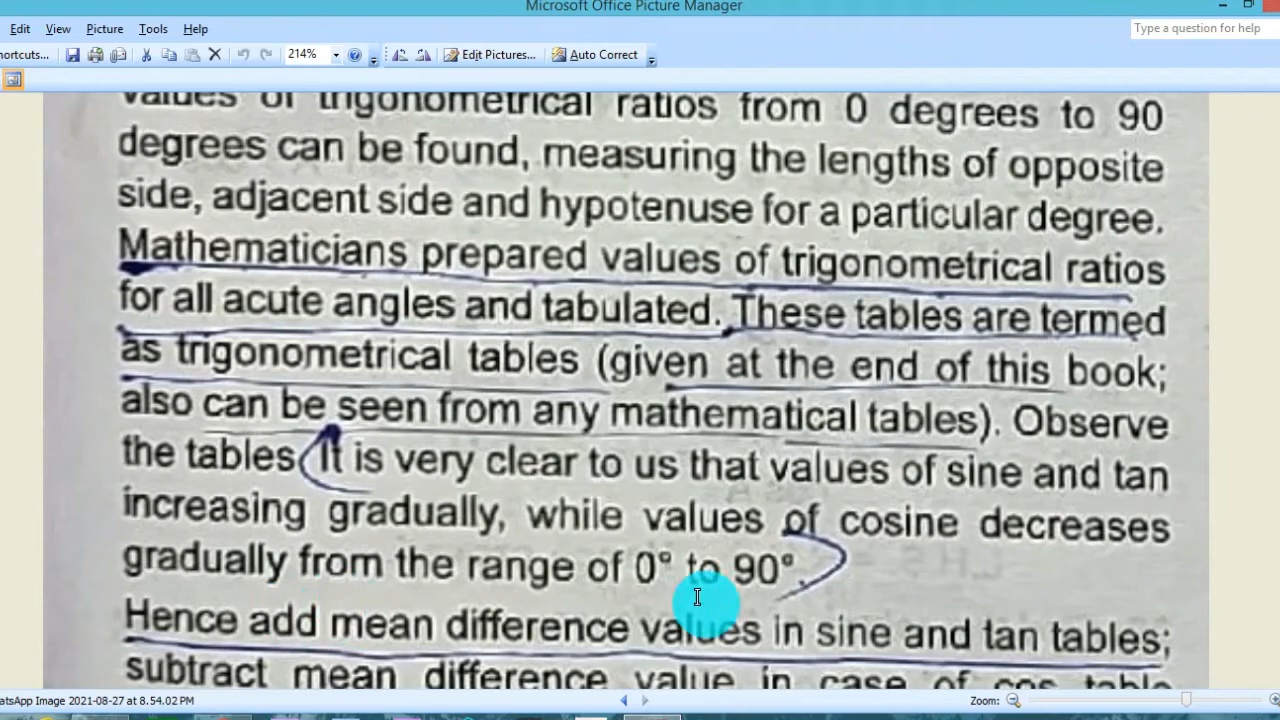 Microsoft Office Picture Manager
Edit View Picture Tools Help
Type a question for help
ortcuts... 214% Edit Pictures... Auto Correct
values of trigonometrical ratios from 0 degrees to 90
degrees can be found, measuring the lengths of opposite
side, adjacent side and hypotenuse for a particular degree.
Mathematicians prepared values of trigonometrical ratios
for all acute angles and tabulated. These tables are termed
as trigonometrical tables (given at the end of this book;
also can be seen from any mathematical tables). Observe
the tables It is very clear to us that values of sine and tan
increasing gradually, while values of cosine decreases
gradually from the range of 0° to 90°.
Hence add mean difference values in sine and tan tables;
subtract mean difference value in case of cos table
atsApp Image 2021-08-27 at 8.54.02 PM
Zoom: